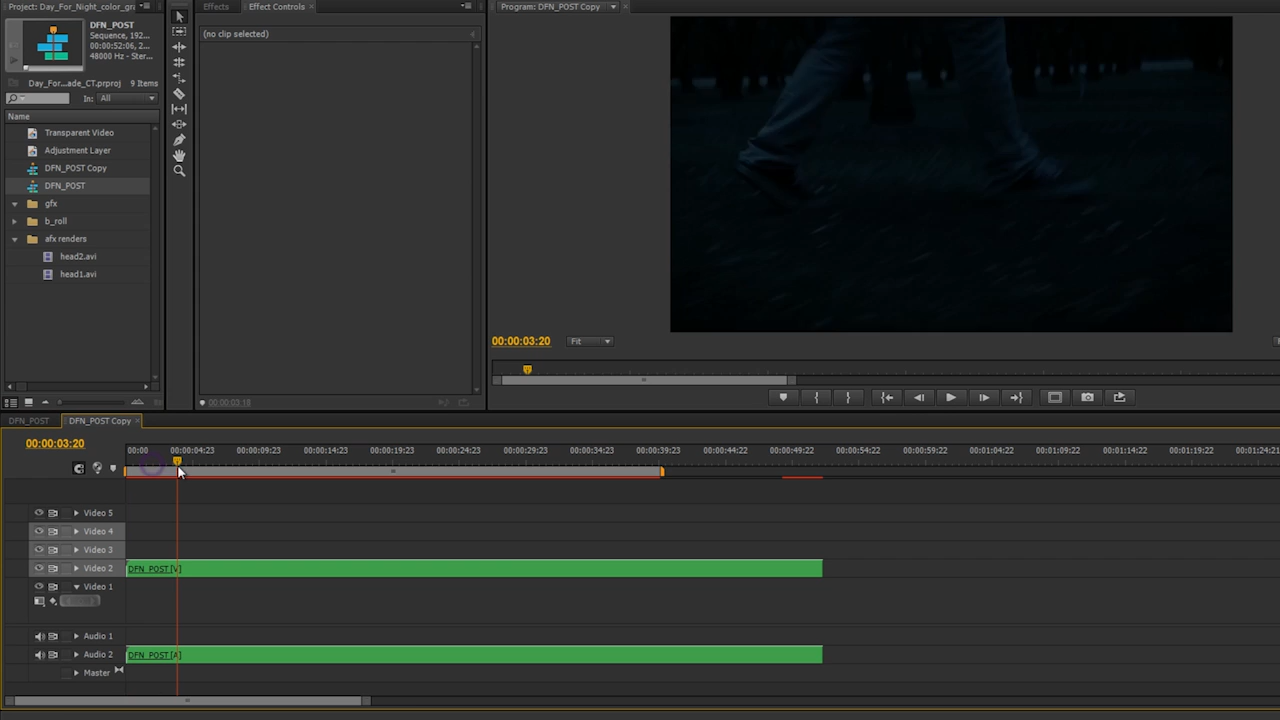 Project: Day_For_Night_color_gra
Effects
Effect Controls
Program: DFN_POST Copy
DFN_POST
Sequence, 192...
00:00:52:06, 2...
48000 Hz - Ster...
(no clip selected)
Day_For...ade_CT.prproj
9 Items
In: All
Name
Transparent Video
Adjustment Layer
DFN_POST Copy
DFN_POST
gfx
b_roll
afx renders
head2.avi
head1.avi
00:00:03:20
Fit
00:00:03:18
DFN_POST
DFN_POST Copy
00:00:03:20
00:00
00:00:04:23
00:00:09:23
00:00:14:23
00:00:19:23
00:00:24:23
00:00:29:23
00:00:34:23
00:00:39:23
00:00:44:22
00:00:49:22
00:00:54:22
00:00:59:22
00:01:04:22
00:01:09:22
00:01:14:22
00:01:19:22
00:01:24:21
Video 5
Video 4
Video 3
Video 2
DFN_POST [V]
Video 1
Audio 1
Audio 2
DFN_POST [A]
Master